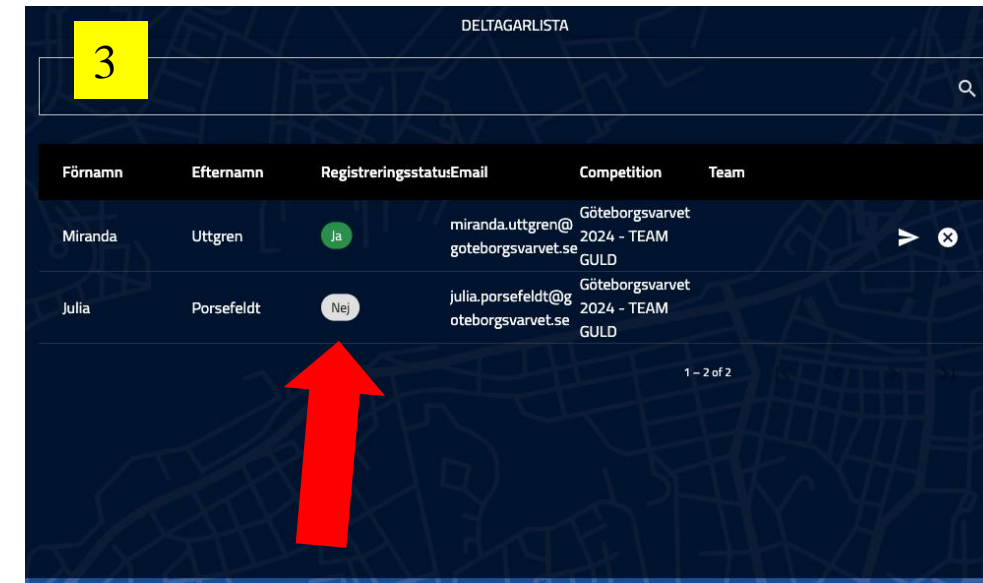 DELTAGARLISTA
3
Förnamn Efternamn Registreringsstatus Email Competition Team
Miranda Uttgren Ja miranda.uttgren@ Göteborgsvarvet
goteborgsvarvet.se 2024 - TEAM
GULD
Julia Porsefeldt Nej julia.porsefeldt@g Göteborgsvarvet
oteborgsvarvet.se 2024 - TEAM
GULD
1 – 2 of 2